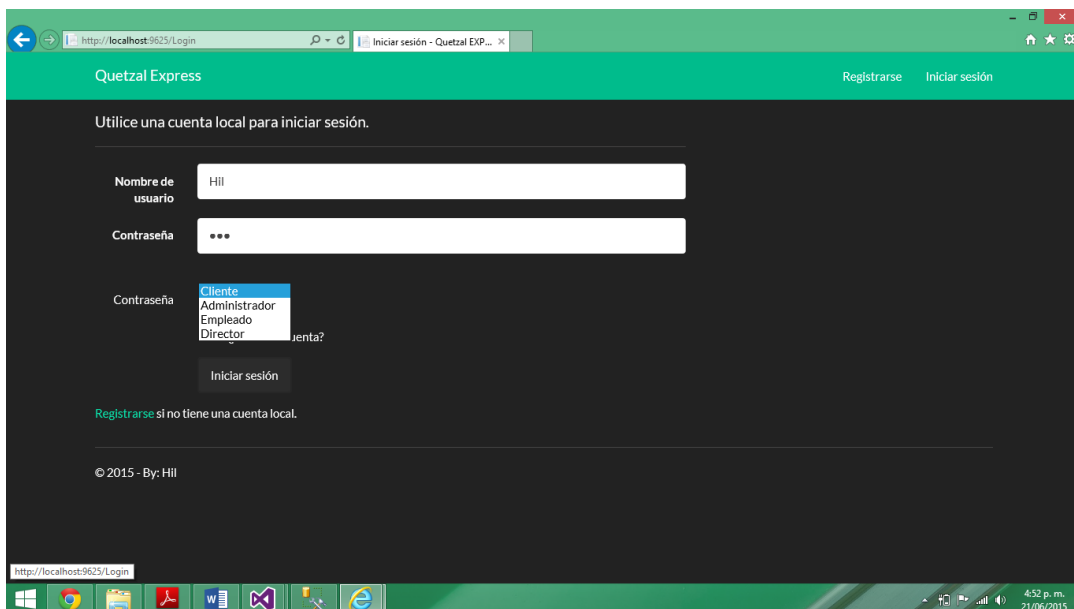 http://localhost:9625/Login
Iniciar sesión - Quetzal EXP...
Quetzal Express
Registrarse
Iniciar sesión
Utilice una cuenta local para iniciar sesión.
Nombre de usuario
Hil
Contraseña
Contraseña
Cliente
Administrador
Empleado
Director
cuenta?
Iniciar sesión
Registrarse si no tiene una cuenta local.
© 2015 - By: Hil
http://localhost:9625/Login
4:52 p. m.
21/06/2015